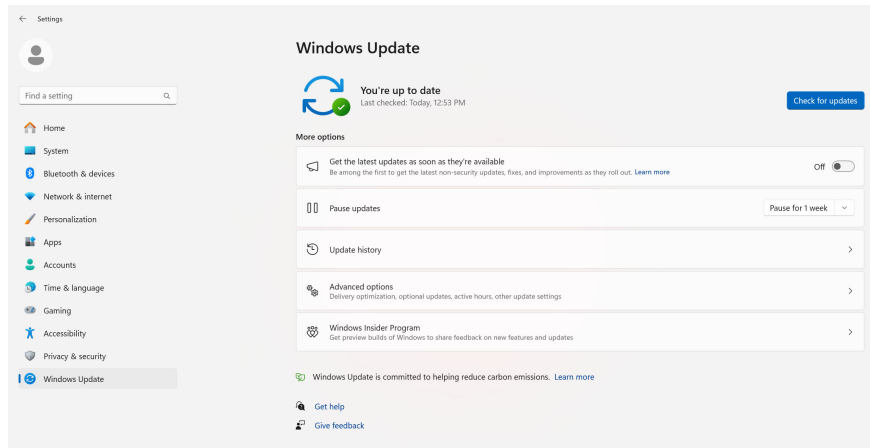 Settings
Find a setting
Home
System
Bluetooth & devices
Network & internet
Personalization
Apps
Accounts
Time & language
Gaming
Accessibility
Privacy & security
Windows Update
Windows Update
You're up to date
Last checked: Today, 12:53 PM
Check for updates
More options
Get the latest updates as soon as they're available
Be among the first to get the latest non-security updates, fixes, and improvements as they roll out. Learn more
Off
Pause updates
Pause for 1 week
Update history
Advanced options
Delivery optimization, optional updates, active hours, other update settings
Windows Insider Program
Get preview builds of Windows to share feedback on new features and updates
Windows Update is committed to helping reduce carbon emissions. Learn more
Get help
Give feedback